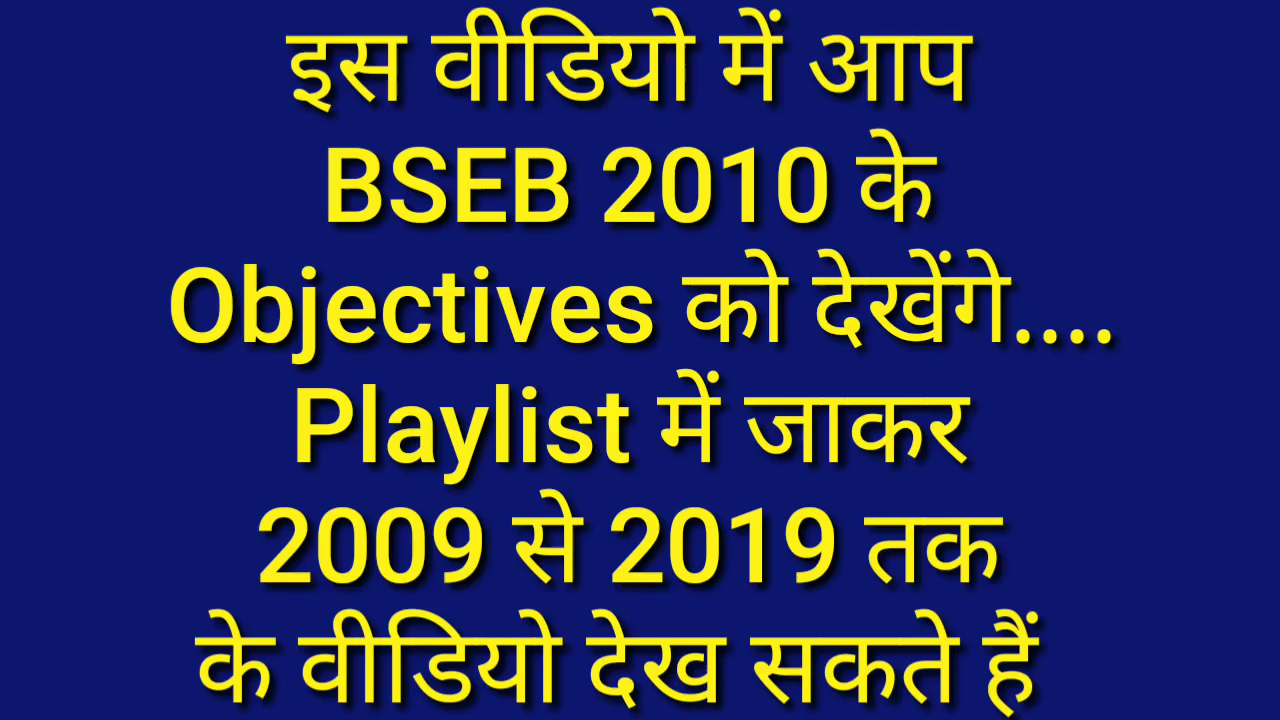 इस वीडियो में आप
BSEB 2010 के
Objectives को देखेंगे....
Playlist में जाकर
2009 से 2019 तक
के वीडियो देख सकते हैं